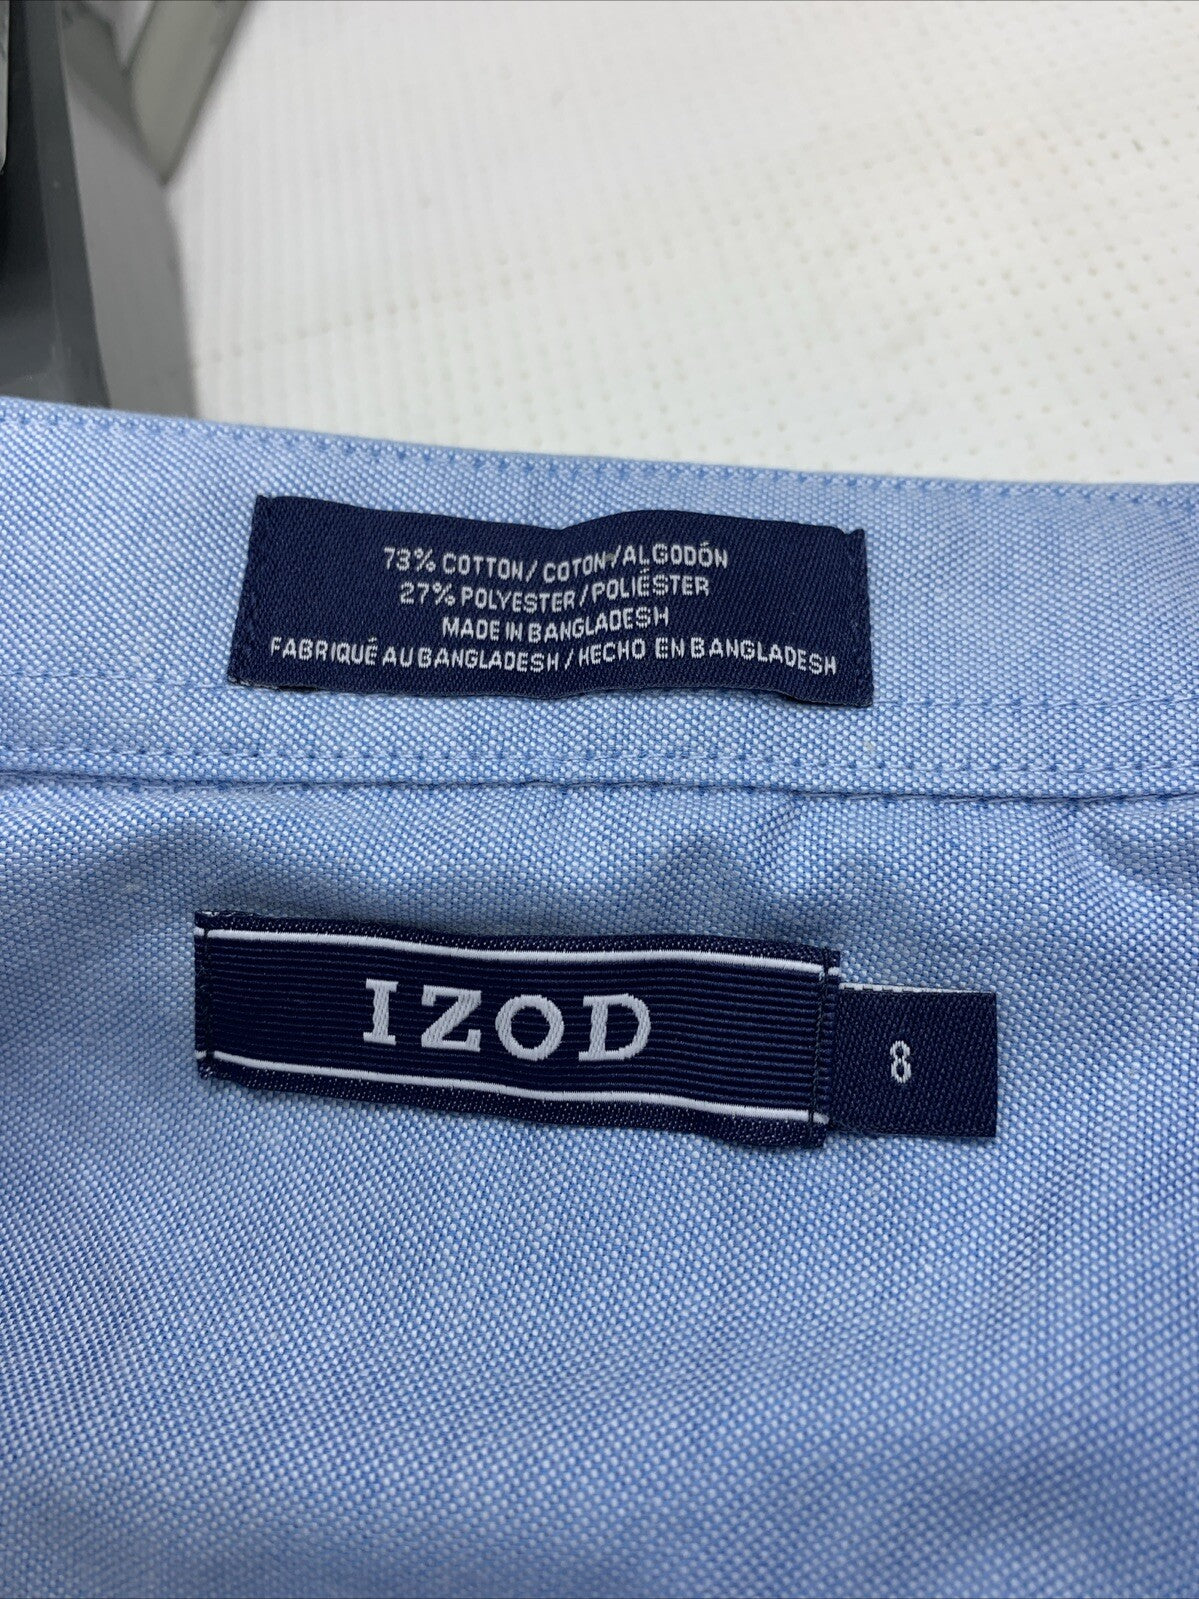 73% COTTON/COTON/ALGODÓN
27% POLYESTER/POLIÉSTER
MADE IN BANGLADESH
FABRIQUÉ AU BANGLADESH/HECHO EN BANGLADESH
IZOD
8